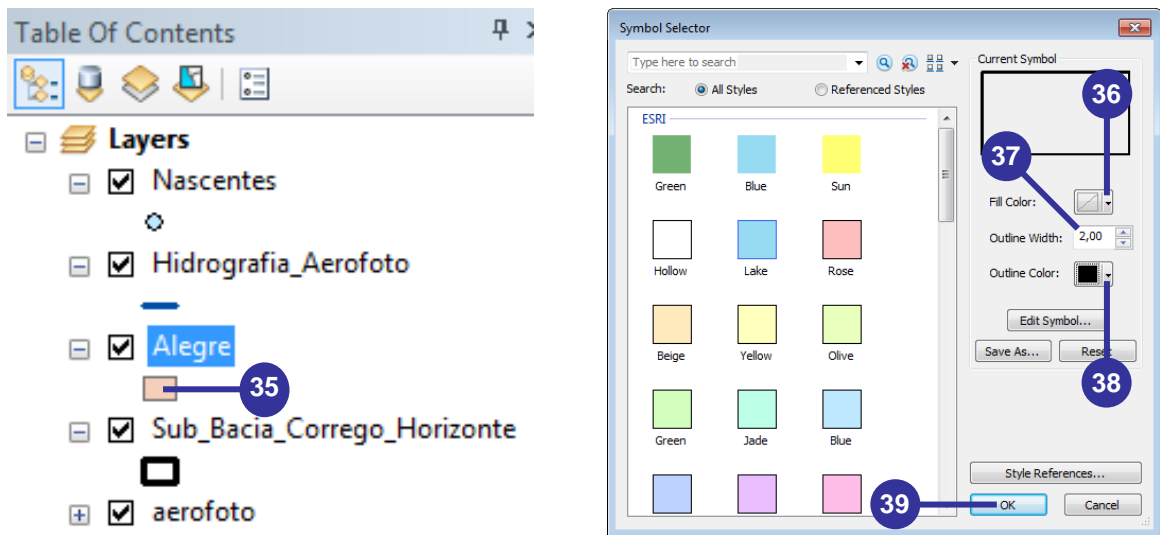 Table Of Contents
Layers
Nascentes
Hidrografia_Aerofoto
Alegre
35
Sub_Bacia_Corrego_Horizonte
aerofoto
Symbol Selector
Type here to search
Search:
All Styles
Referenced Styles
ESRI
Green
Blue
Sun
Hollow
Lake
Rose
Beige
Yellow
Olive
Green
Jade
Blue
Current Symbol
36
37
Fill Color:
Outline Width:
2,00
Outline Color:
Edit Symbol...
Save As...
Reset
38
Style References...
39
OK
Cancel